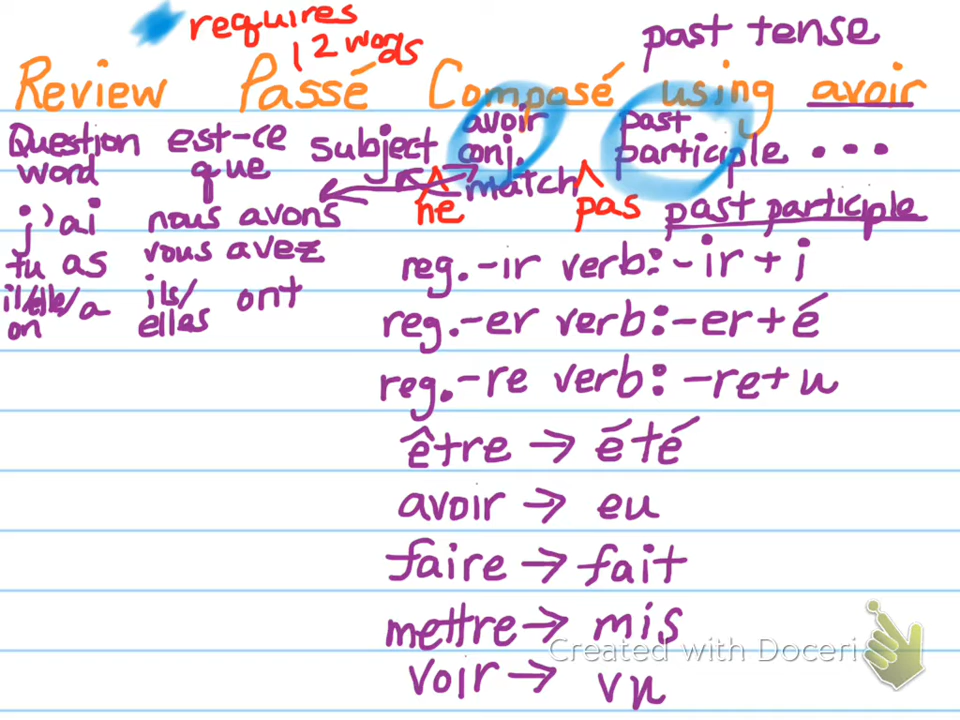 requires
1 2 words
past tense
Review Passé Composé using avoir
Question word est-ce que subject avoir conj. past participle • • •
match
ne pas past participle
j'ai nous avons
tu as vous avez
il/elle/on a ils/ellas ont
reg. -ir verb: -ir + i
reg. -er verb: -er + é
reg. -re verb: -re + u
être → été
avoir → eu
faire → fait
mettre → mis
voir → vu
Created with Doceri